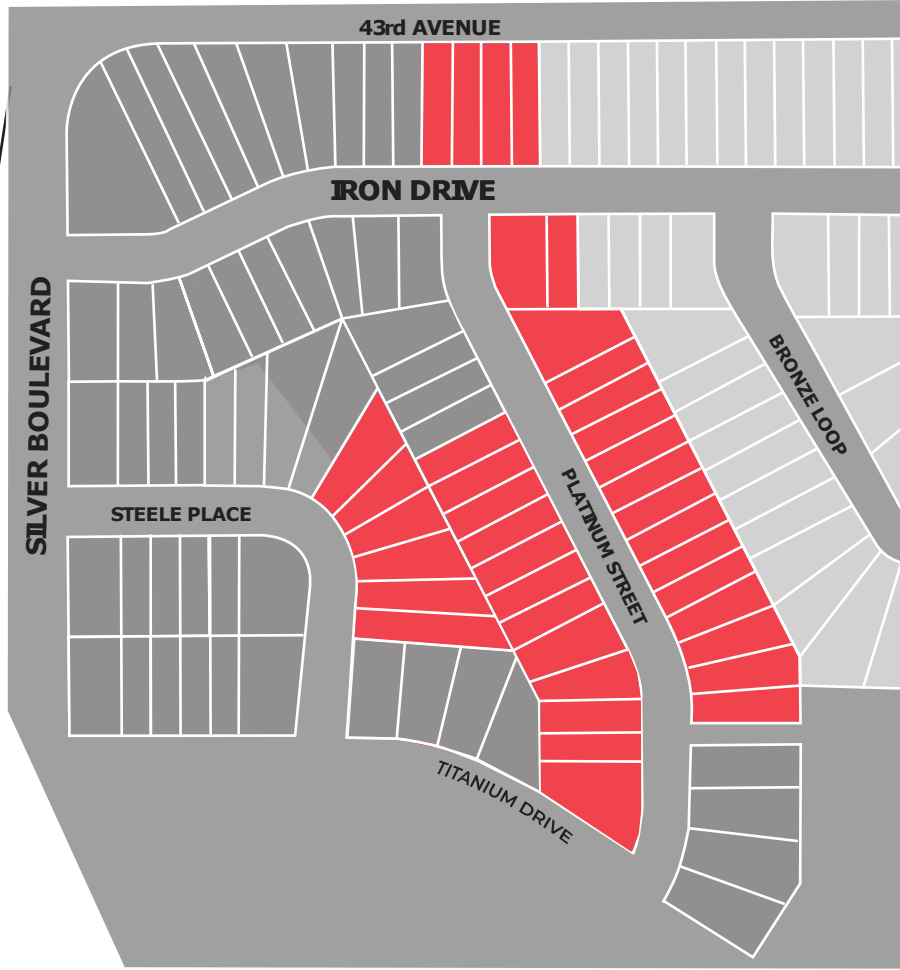 43rd AVENUE
IRON DRIVE
SILVER BOULEVARD
BRONZE LOOP
PLATINUM STREET
STEELE PLACE
TITANIUM DRIVE